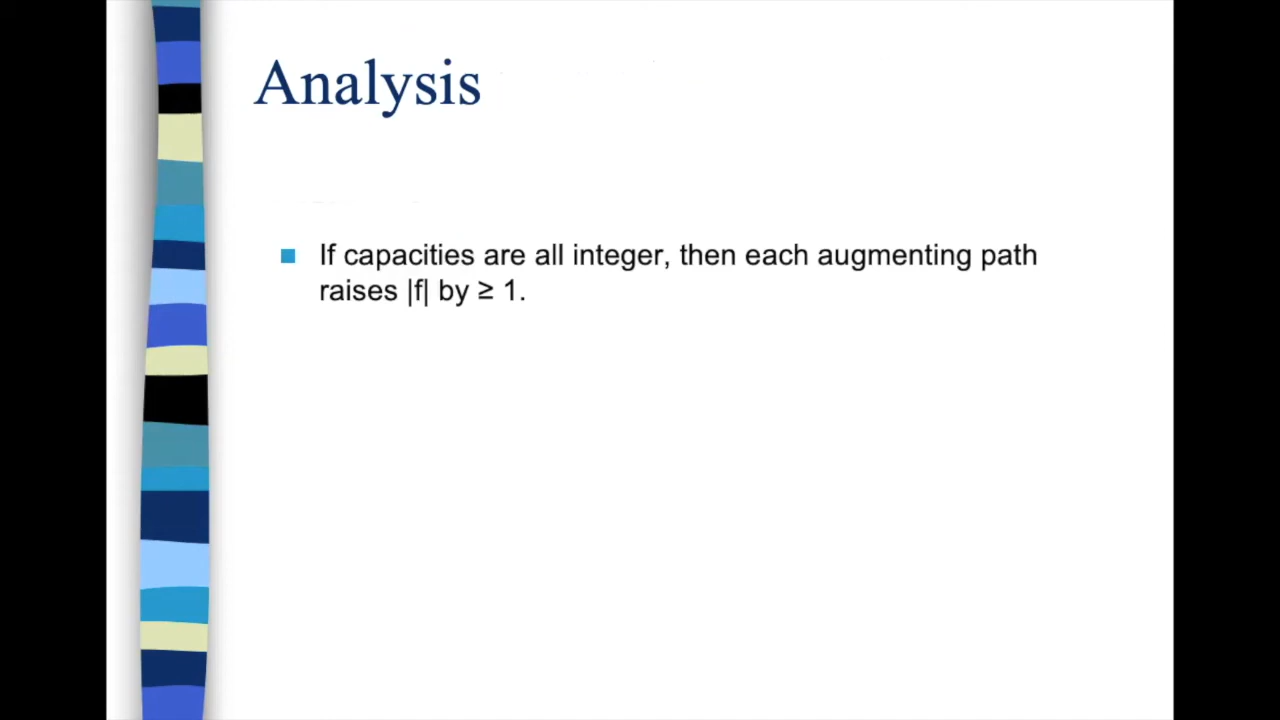 Analysis
If capacities are all integer, then each augmenting path
raises |f| by ≥ 1.